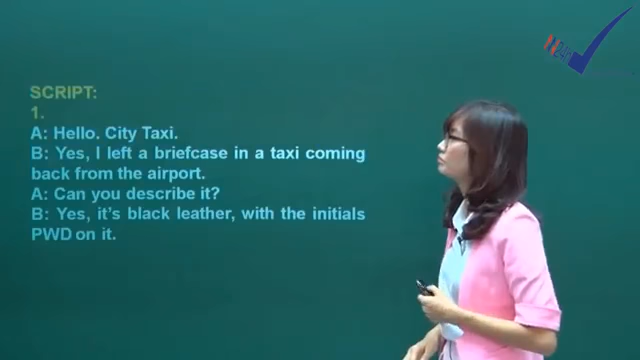 SCRIPT:
1.
A: Hello. City Taxi.
B: Yes, I left a briefcase in a taxi coming
back from the airport.
A: Can you describe it?
B: Yes, it's black leather, with the initials
PWD on it.